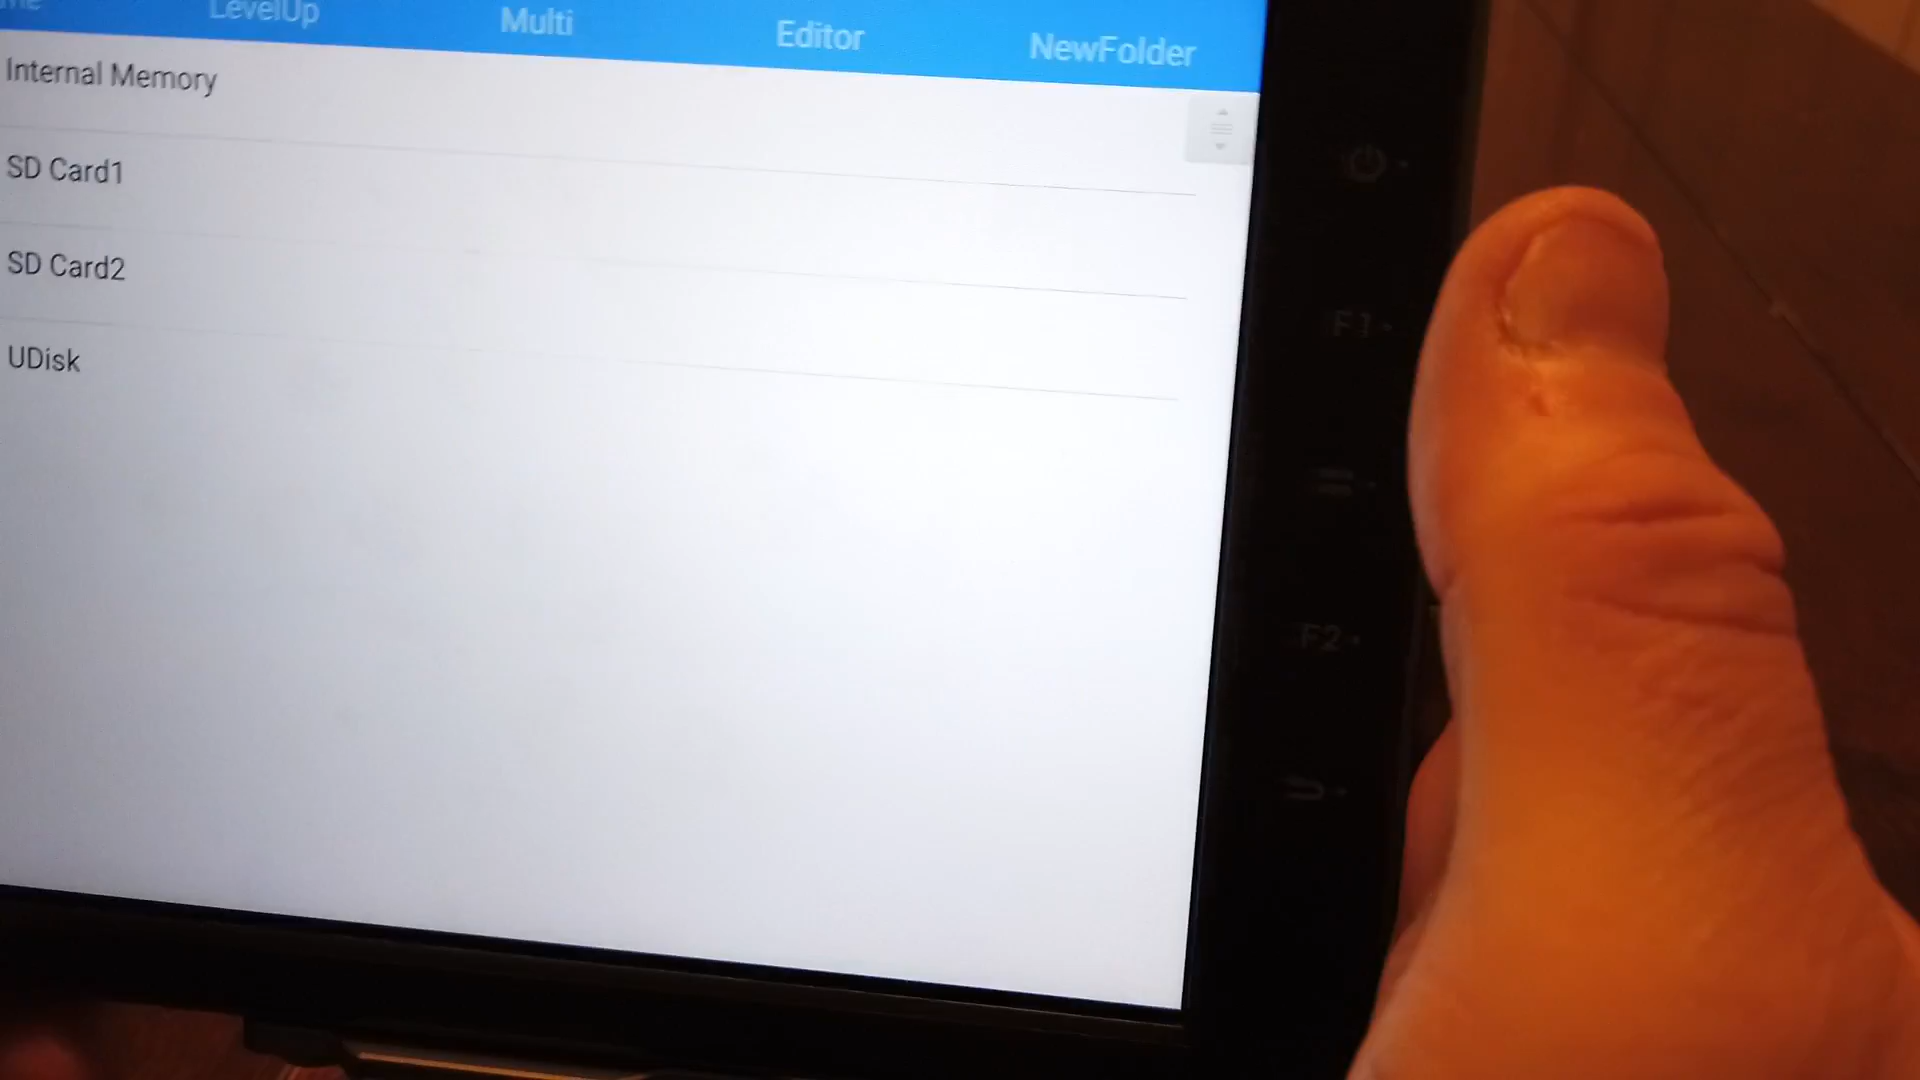 LevelUp Multi Editor NewFolder
Internal Memory
SD Card1
SD Card2
UDisk
F1
F2